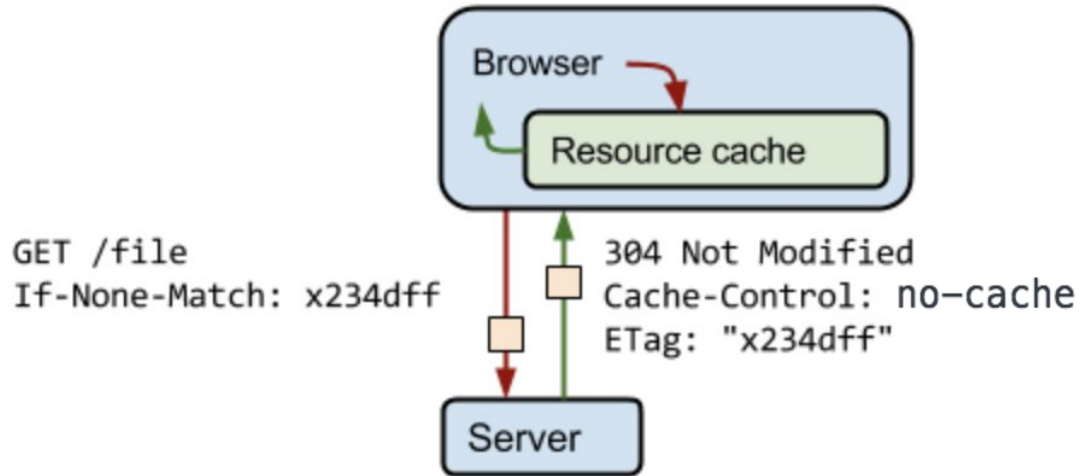 Browser
Resource cache
GET /file
If-None-Match: x234dff
304 Not Modified
Cache-Control: no-cache
ETag: "x234dff"
Server